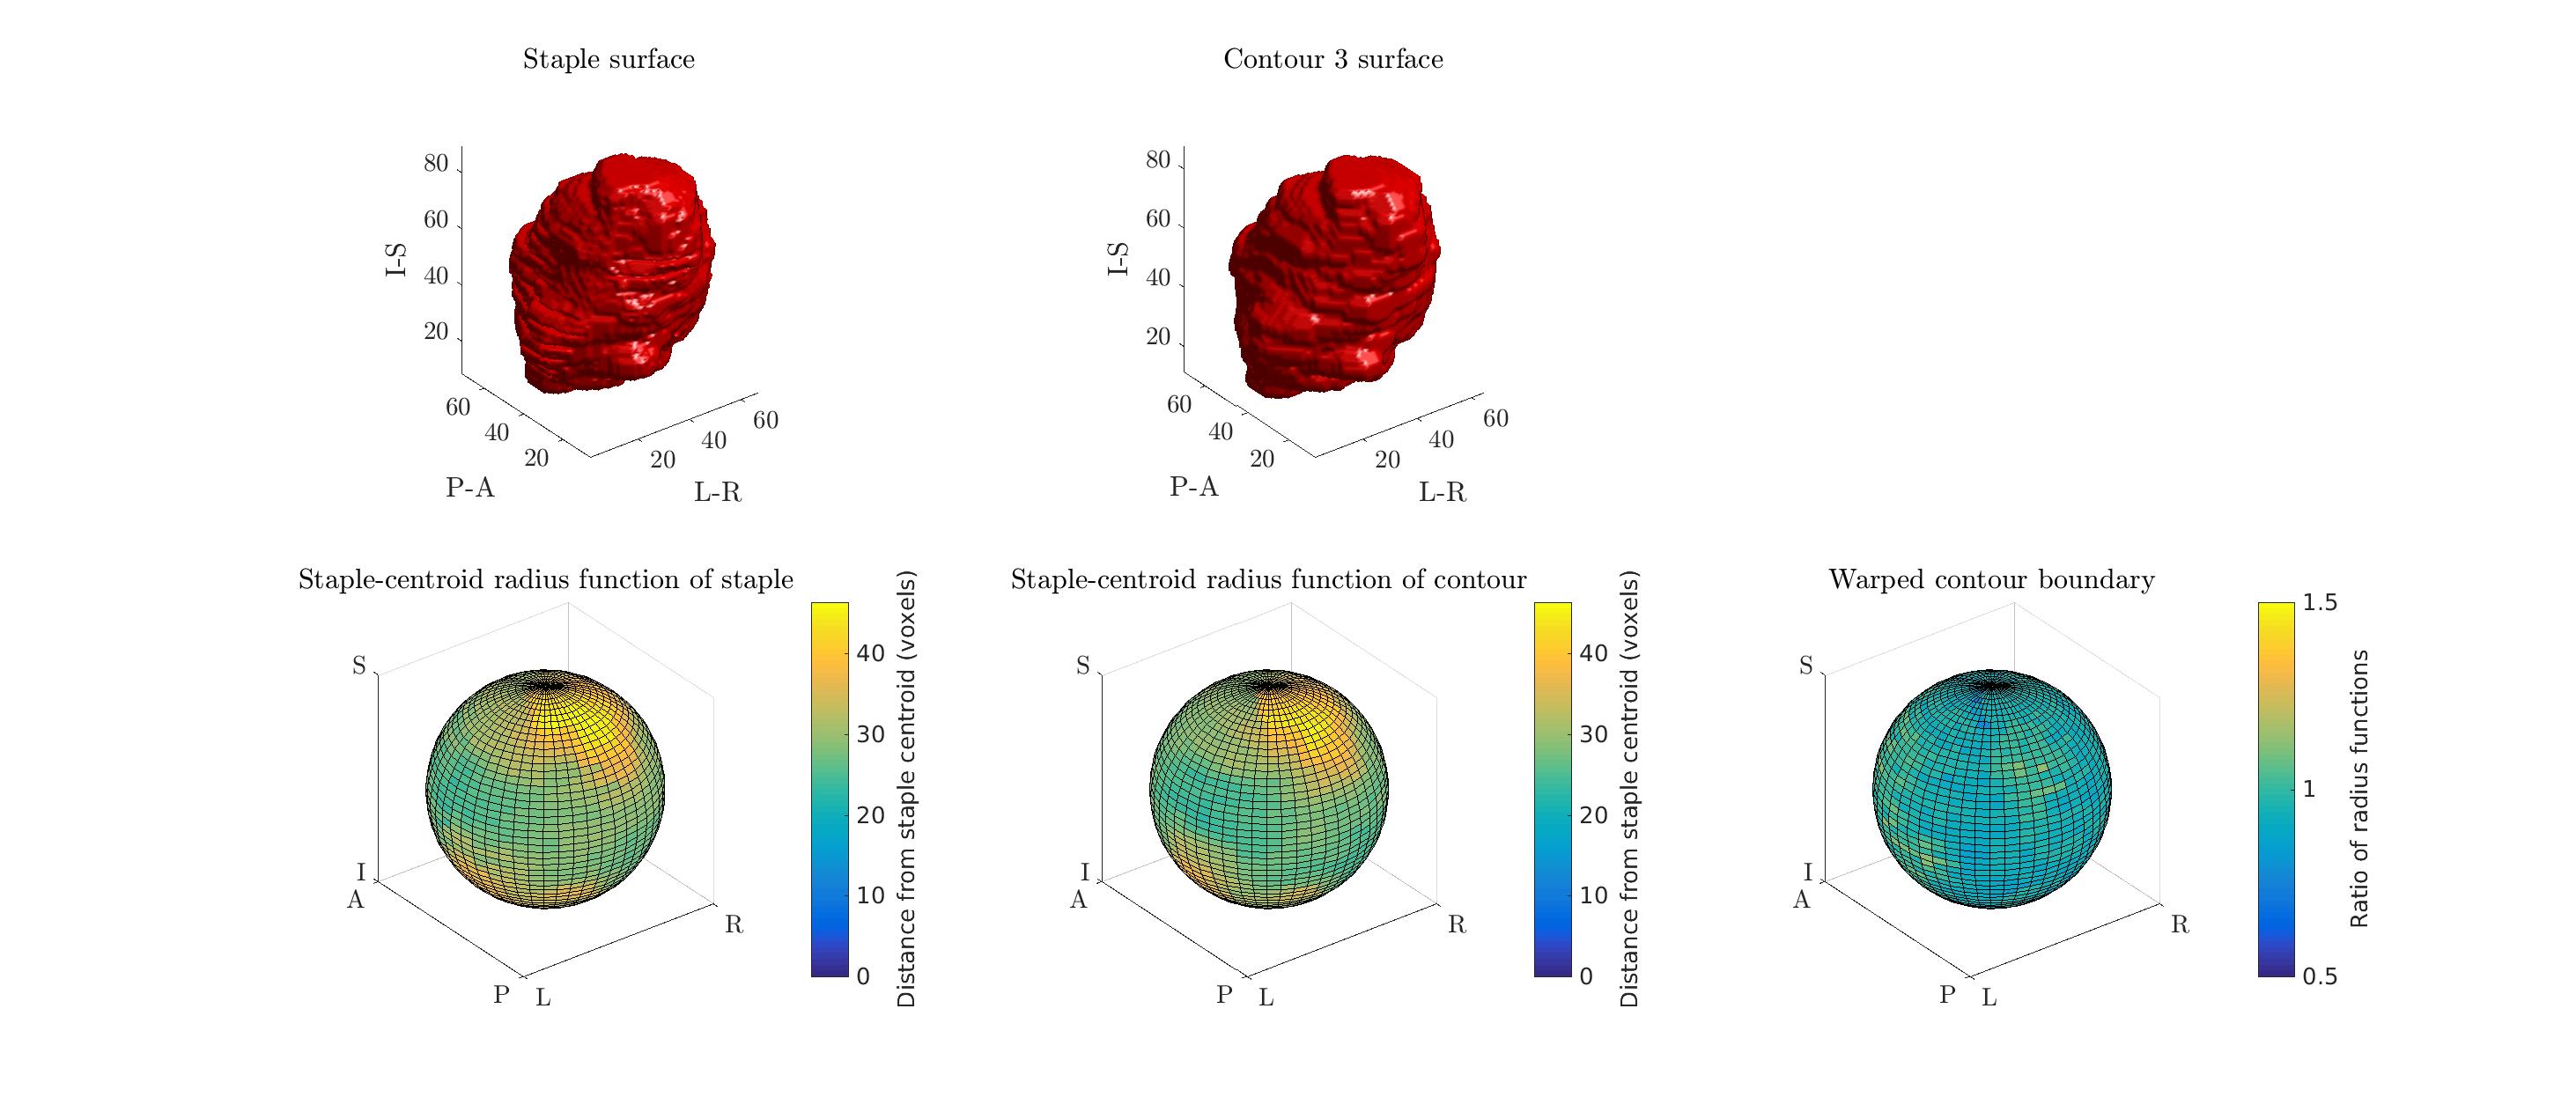 Staple surface
Contour 3 surface
80
60
40
20
I-S
60
40
20
P-A
20
40
60
L-R
80
60
40
20
I-S
60
40
20
P-A
20
40
60
L-R
Staple-centroid radius function of staple
S
I
A
P
L
R
40
30
20
10
0
Distance from staple centroid (voxels)
Staple-centroid radius function of contour
S
I
A
P
L
R
40
30
20
10
0
Distance from staple centroid (voxels)
Warped contour boundary
S
I
A
P
L
R
1.5
1
0.5
Ratio of radius functions